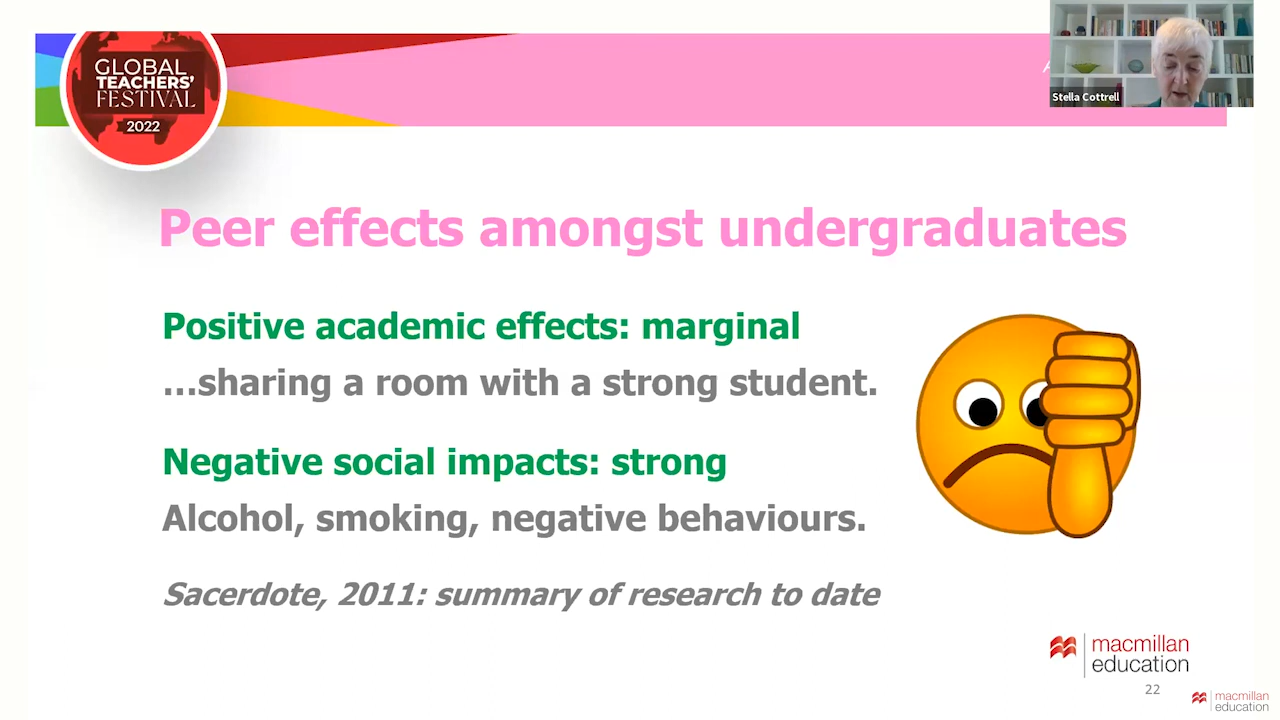 GLOBAL
TEACHERS'
FESTIVAL
2022
Stella Cottrell
Peer effects amongst undergraduates
Positive academic effects: marginal
...sharing a room with a strong student.
Negative social impacts: strong
Alcohol, smoking, negative behaviours.
Sacerdote, 2011: summary of research to date
macmillan
education
22
macmillan
education